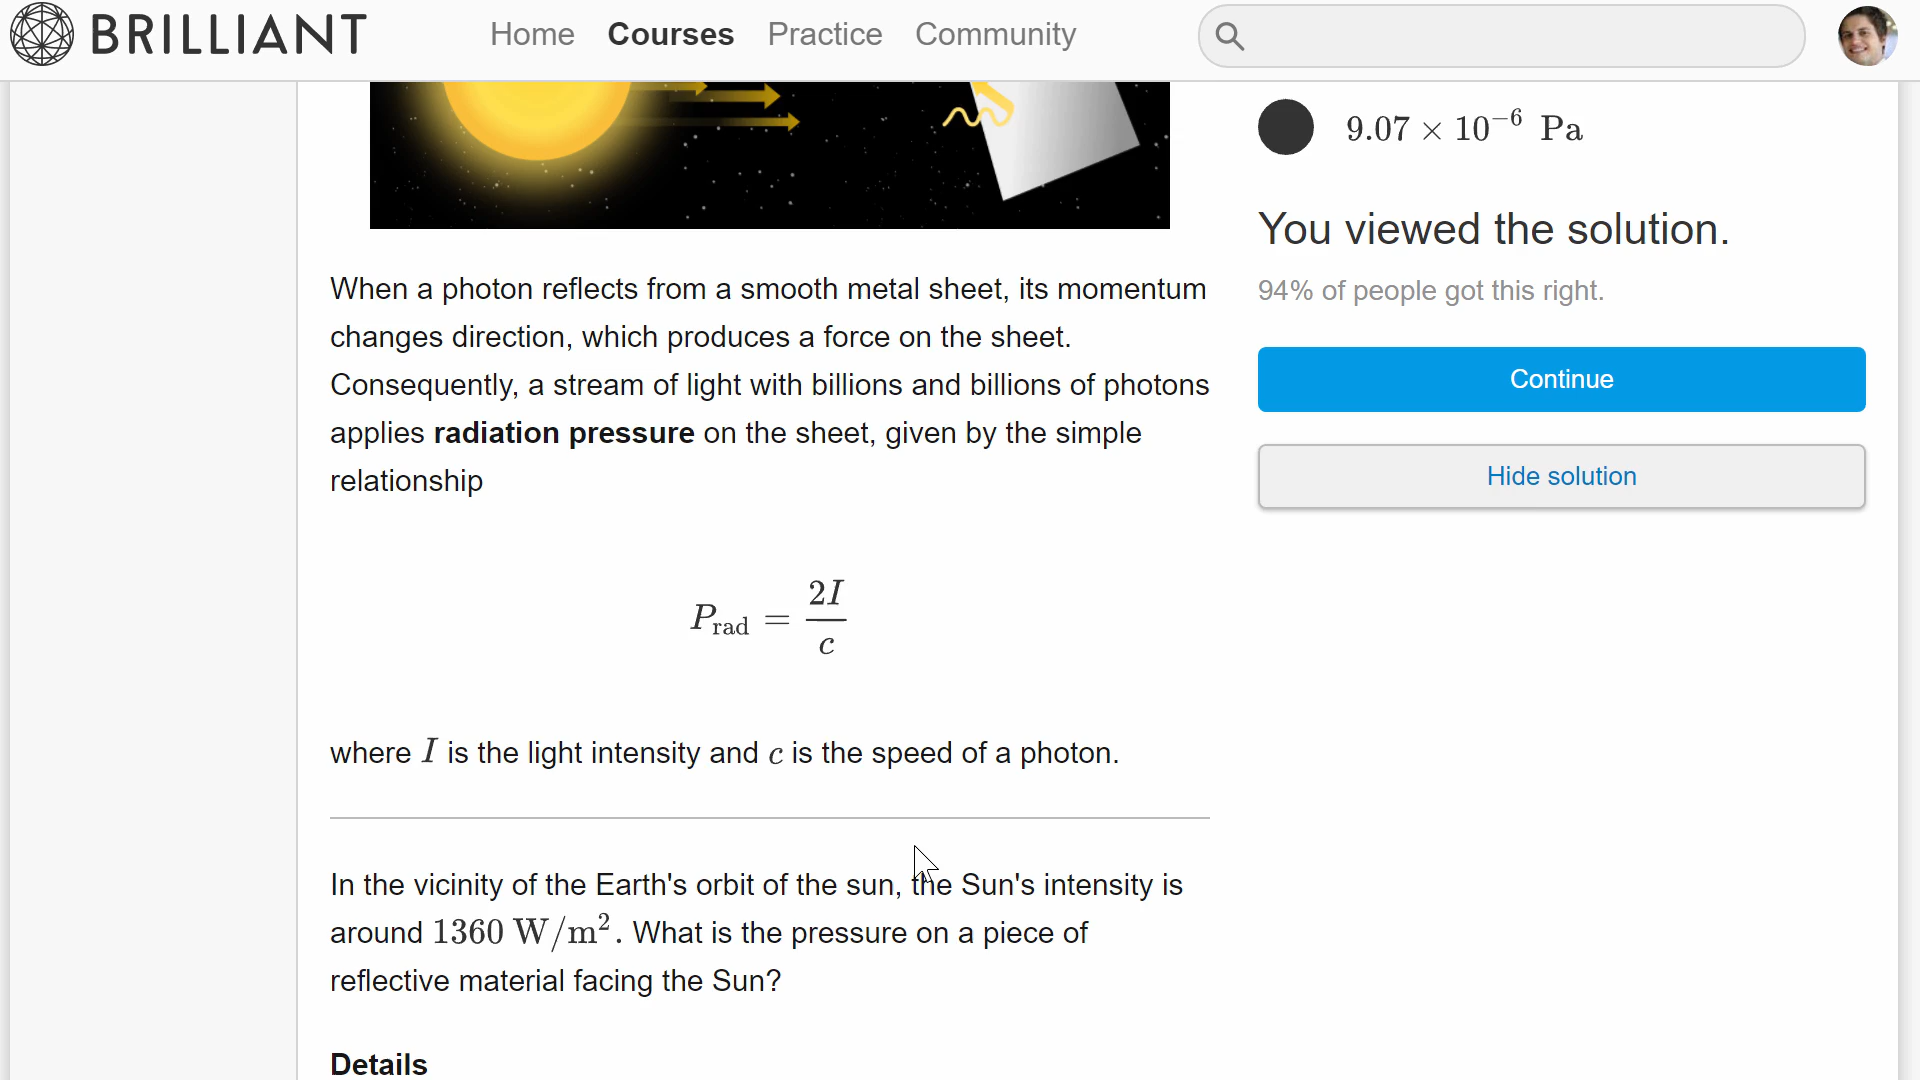 BRILLIANT
Home Courses Practice Community
When a photon reflects from a smooth metal sheet, its momentum
changes direction, which produces a force on the sheet.
Consequently, a stream of light with billions and billions of photons
applies radiation pressure on the sheet, given by the simple
relationship
P_rad = 2I/c
where I is the light intensity and c is the speed of a photon.
In the vicinity of the Earth's orbit of the sun, the Sun's intensity is
around 1360 W/m². What is the pressure on a piece of
reflective material facing the Sun?
Details
9.07 × 10⁻⁶ Pa
You viewed the solution.
94% of people got this right.
Continue
Hide solution